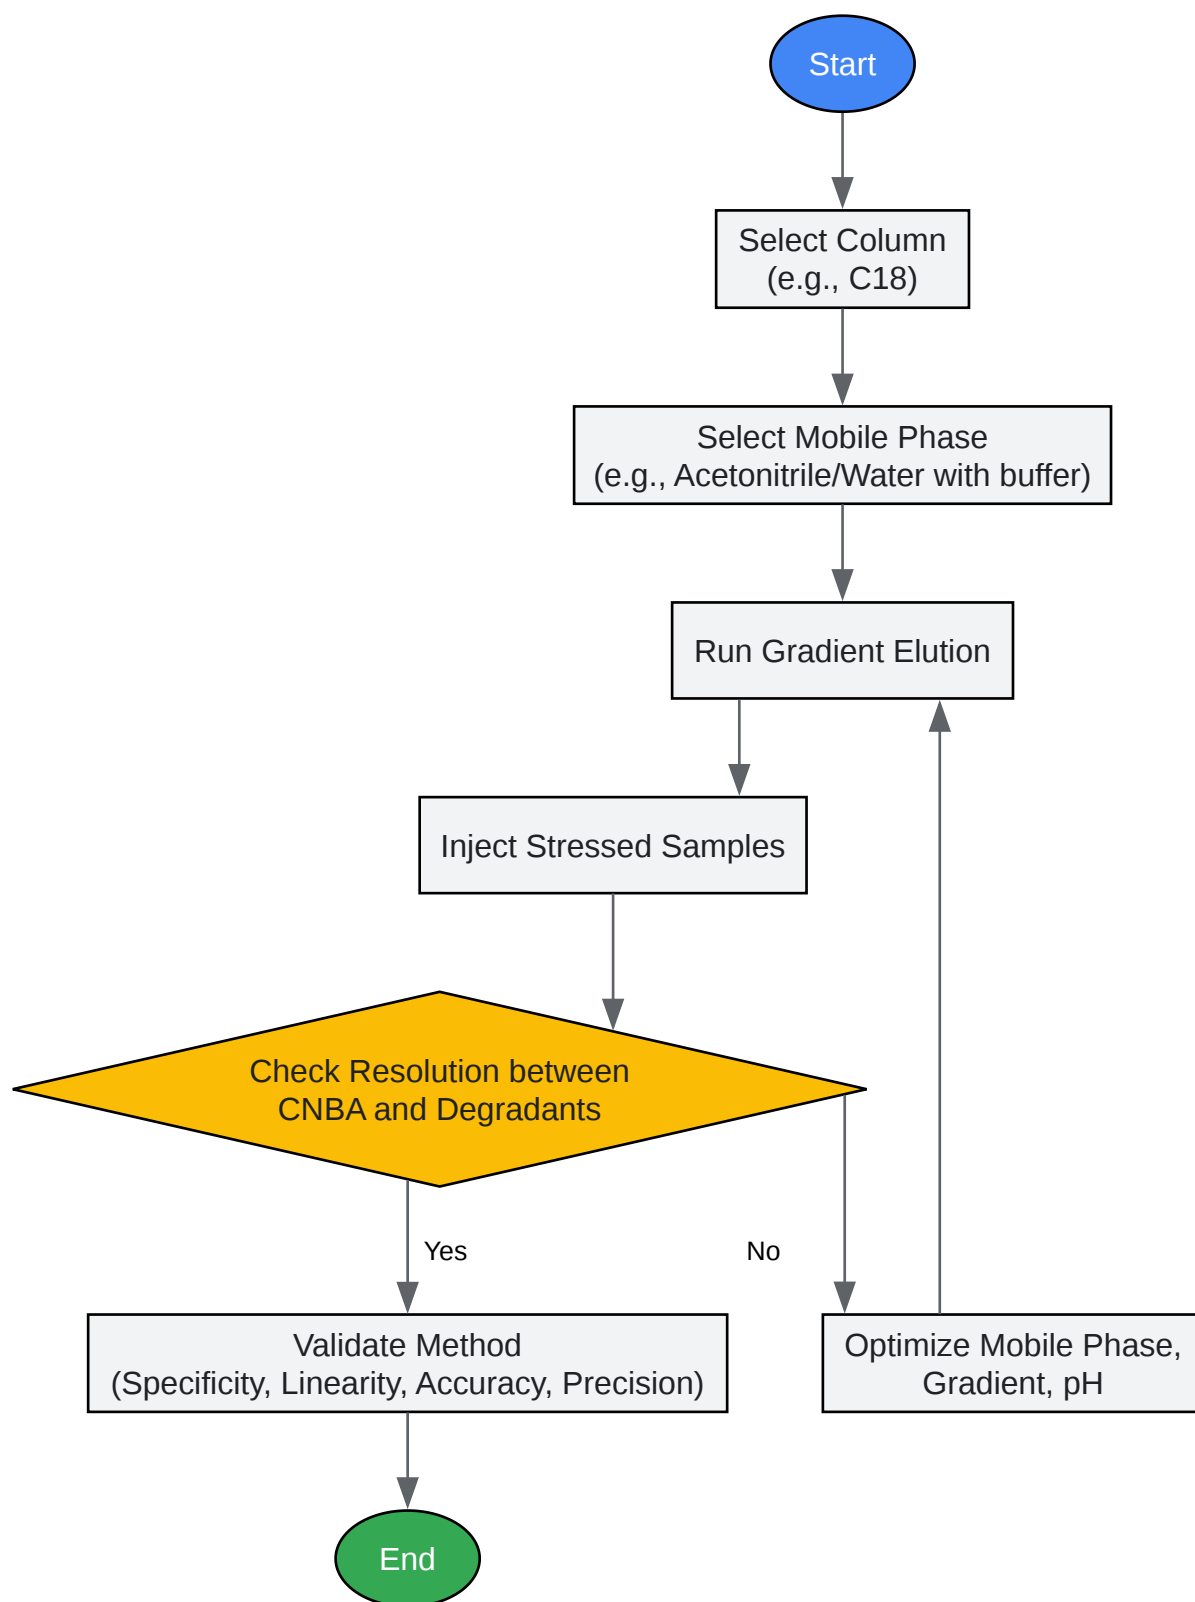 Start
Select Column
(e.g., C18)
Select Mobile Phase
(e.g., Acetonitrile/Water with buffer)
Run Gradient Elution
Inject Stressed Samples
Check Resolution between
CNBA and Degradants
Yes
No
Validate Method
(Specificity, Linearity, Accuracy, Precision)
Optimize Mobile Phase,
Gradient, pH
End